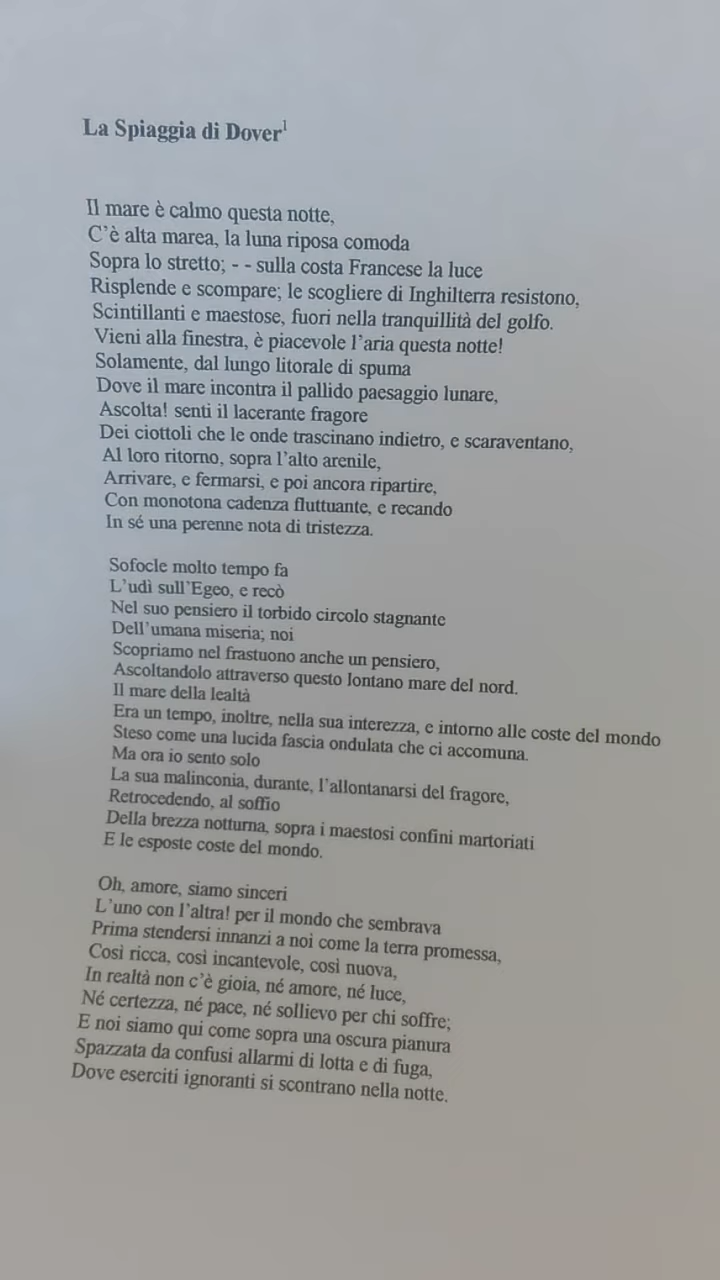 La Spiaggia di Dover¹
Il mare è calmo questa notte,
C'è alta marea, la luna riposa comoda
Sopra lo stretto; - - sulla costa Francese la luce
Risplende e scompare; le scogliere di Inghilterra resistono,
Scintillanti e maestose, fuori nella tranquillità del golfo.
Vieni alla finestra, è piacevole l'aria questa notte!
Solamente, dal lungo litorale di spuma
Dove il mare incontra il pallido paesaggio lunare,
Ascolta! senti il lacerante fragore
Dei ciottoli che le onde trascinano indietro, e scaraventano,
Al loro ritorno, sopra l'alto arenile,
Arrivare, e fermarsi, e poi ancora ripartire,
Con monotona cadenza fluttuante, e recando
In sé una perenne nota di tristezza.
Sofocle molto tempo fa
L'udì sull'Egeo, e recò
Nel suo pensiero il torbido circolo stagnante
Dell'umana miseria; noi
Scopriamo nel frastuono anche un pensiero,
Ascoltandolo attraverso questo lontano mare del nord.
Il mare della lealtà
Era un tempo, inoltre, nella sua interezza, e intorno alle coste del mondo
Steso come una lucida fascia ondulata che ci accomuna.
Ma ora io sento solo
La sua malinconia, durante, l'allontanarsi del fragore,
Retrocedendo, al soffio
Della brezza notturna, sopra i maestosi confini martoriati
E le esposte coste del mondo.
Oh, amore, siamo sinceri
L'uno con l'altra! per il mondo che sembrava
Prima stendersi innanzi a noi come la terra promessa,
Così ricca, così incantevole, così nuova,
In realtà non c'è gioia, né amore, né luce,
Né certezza, né pace, né sollievo per chi soffre;
E noi siamo qui come sopra una oscura pianura
Spazzata da confusi allarmi di lotta e di fuga,
Dove eserciti ignoranti si scontrano nella notte.